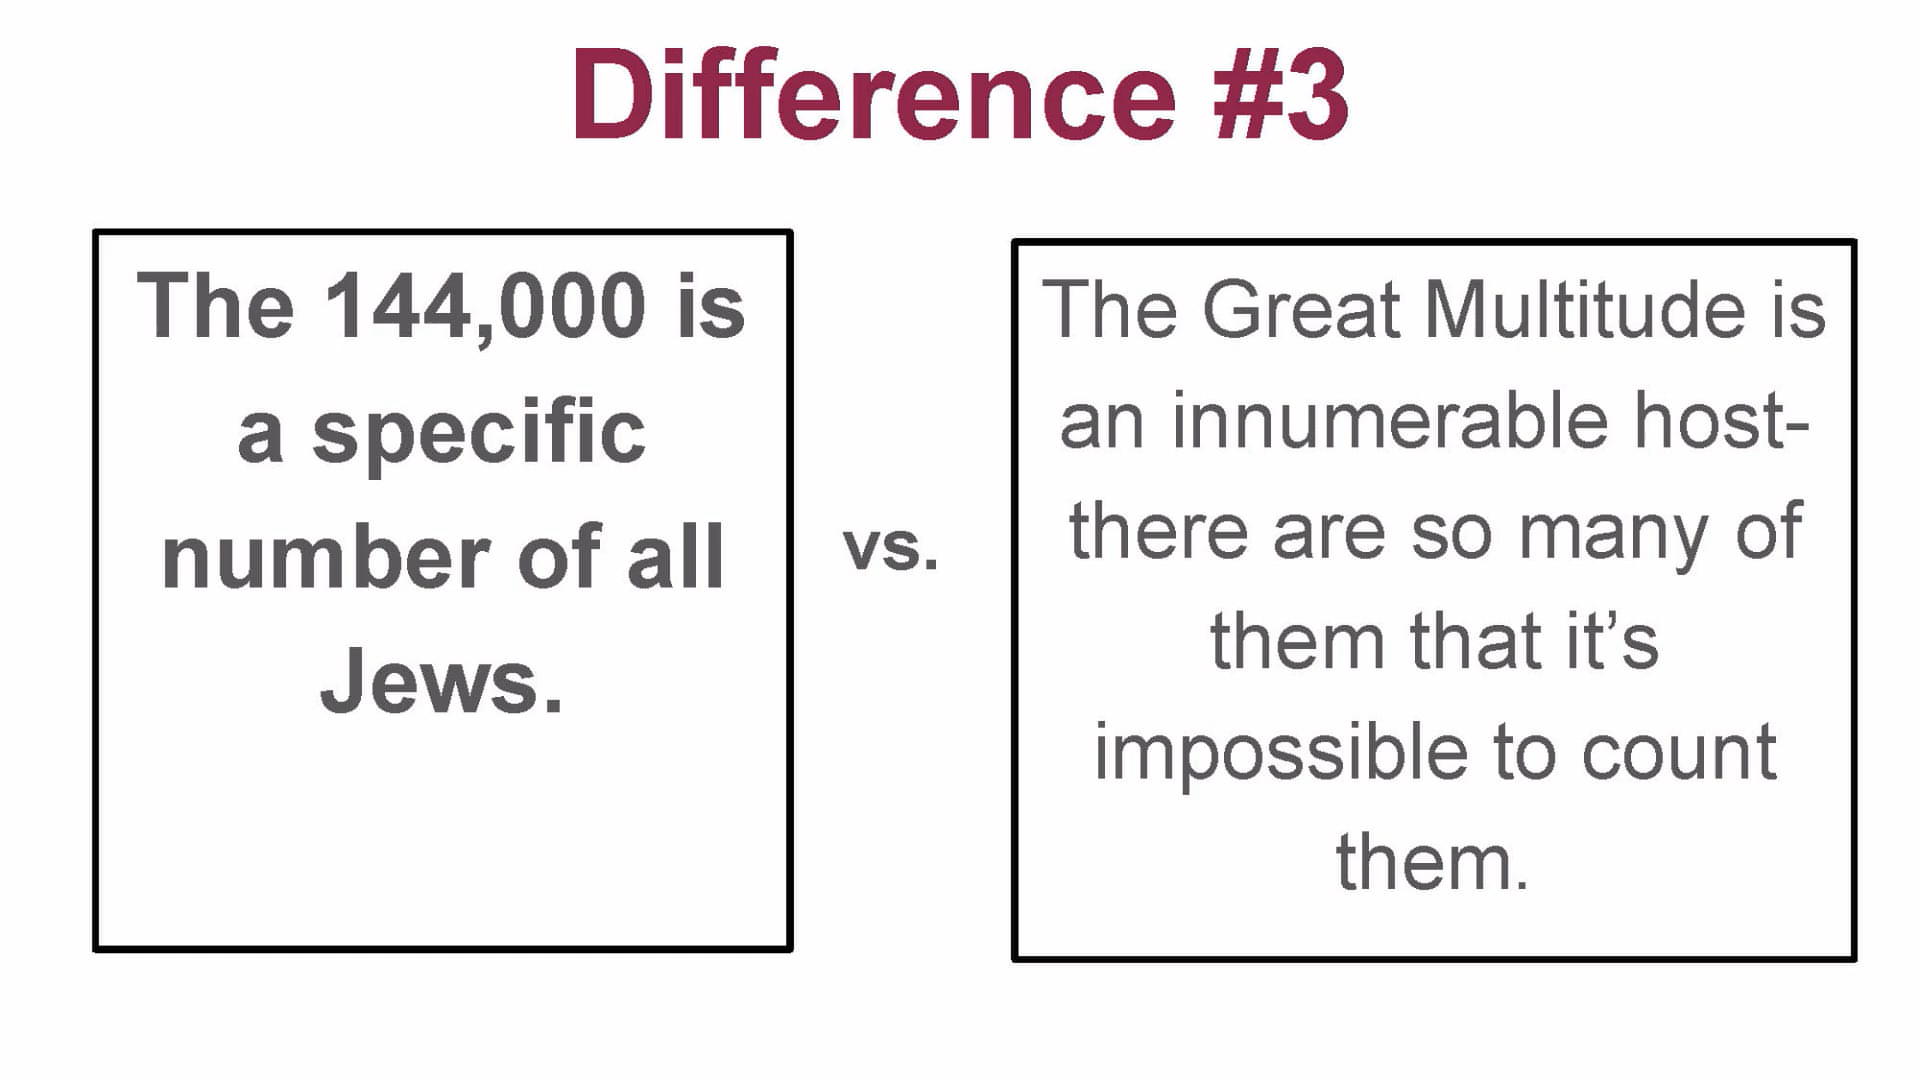 Difference #3
The 144,000 is
a specific
number of all
Jews.
vs.
The Great Multitude is
an innumerable host-
there are so many of
them that it’s
impossible to count
them.